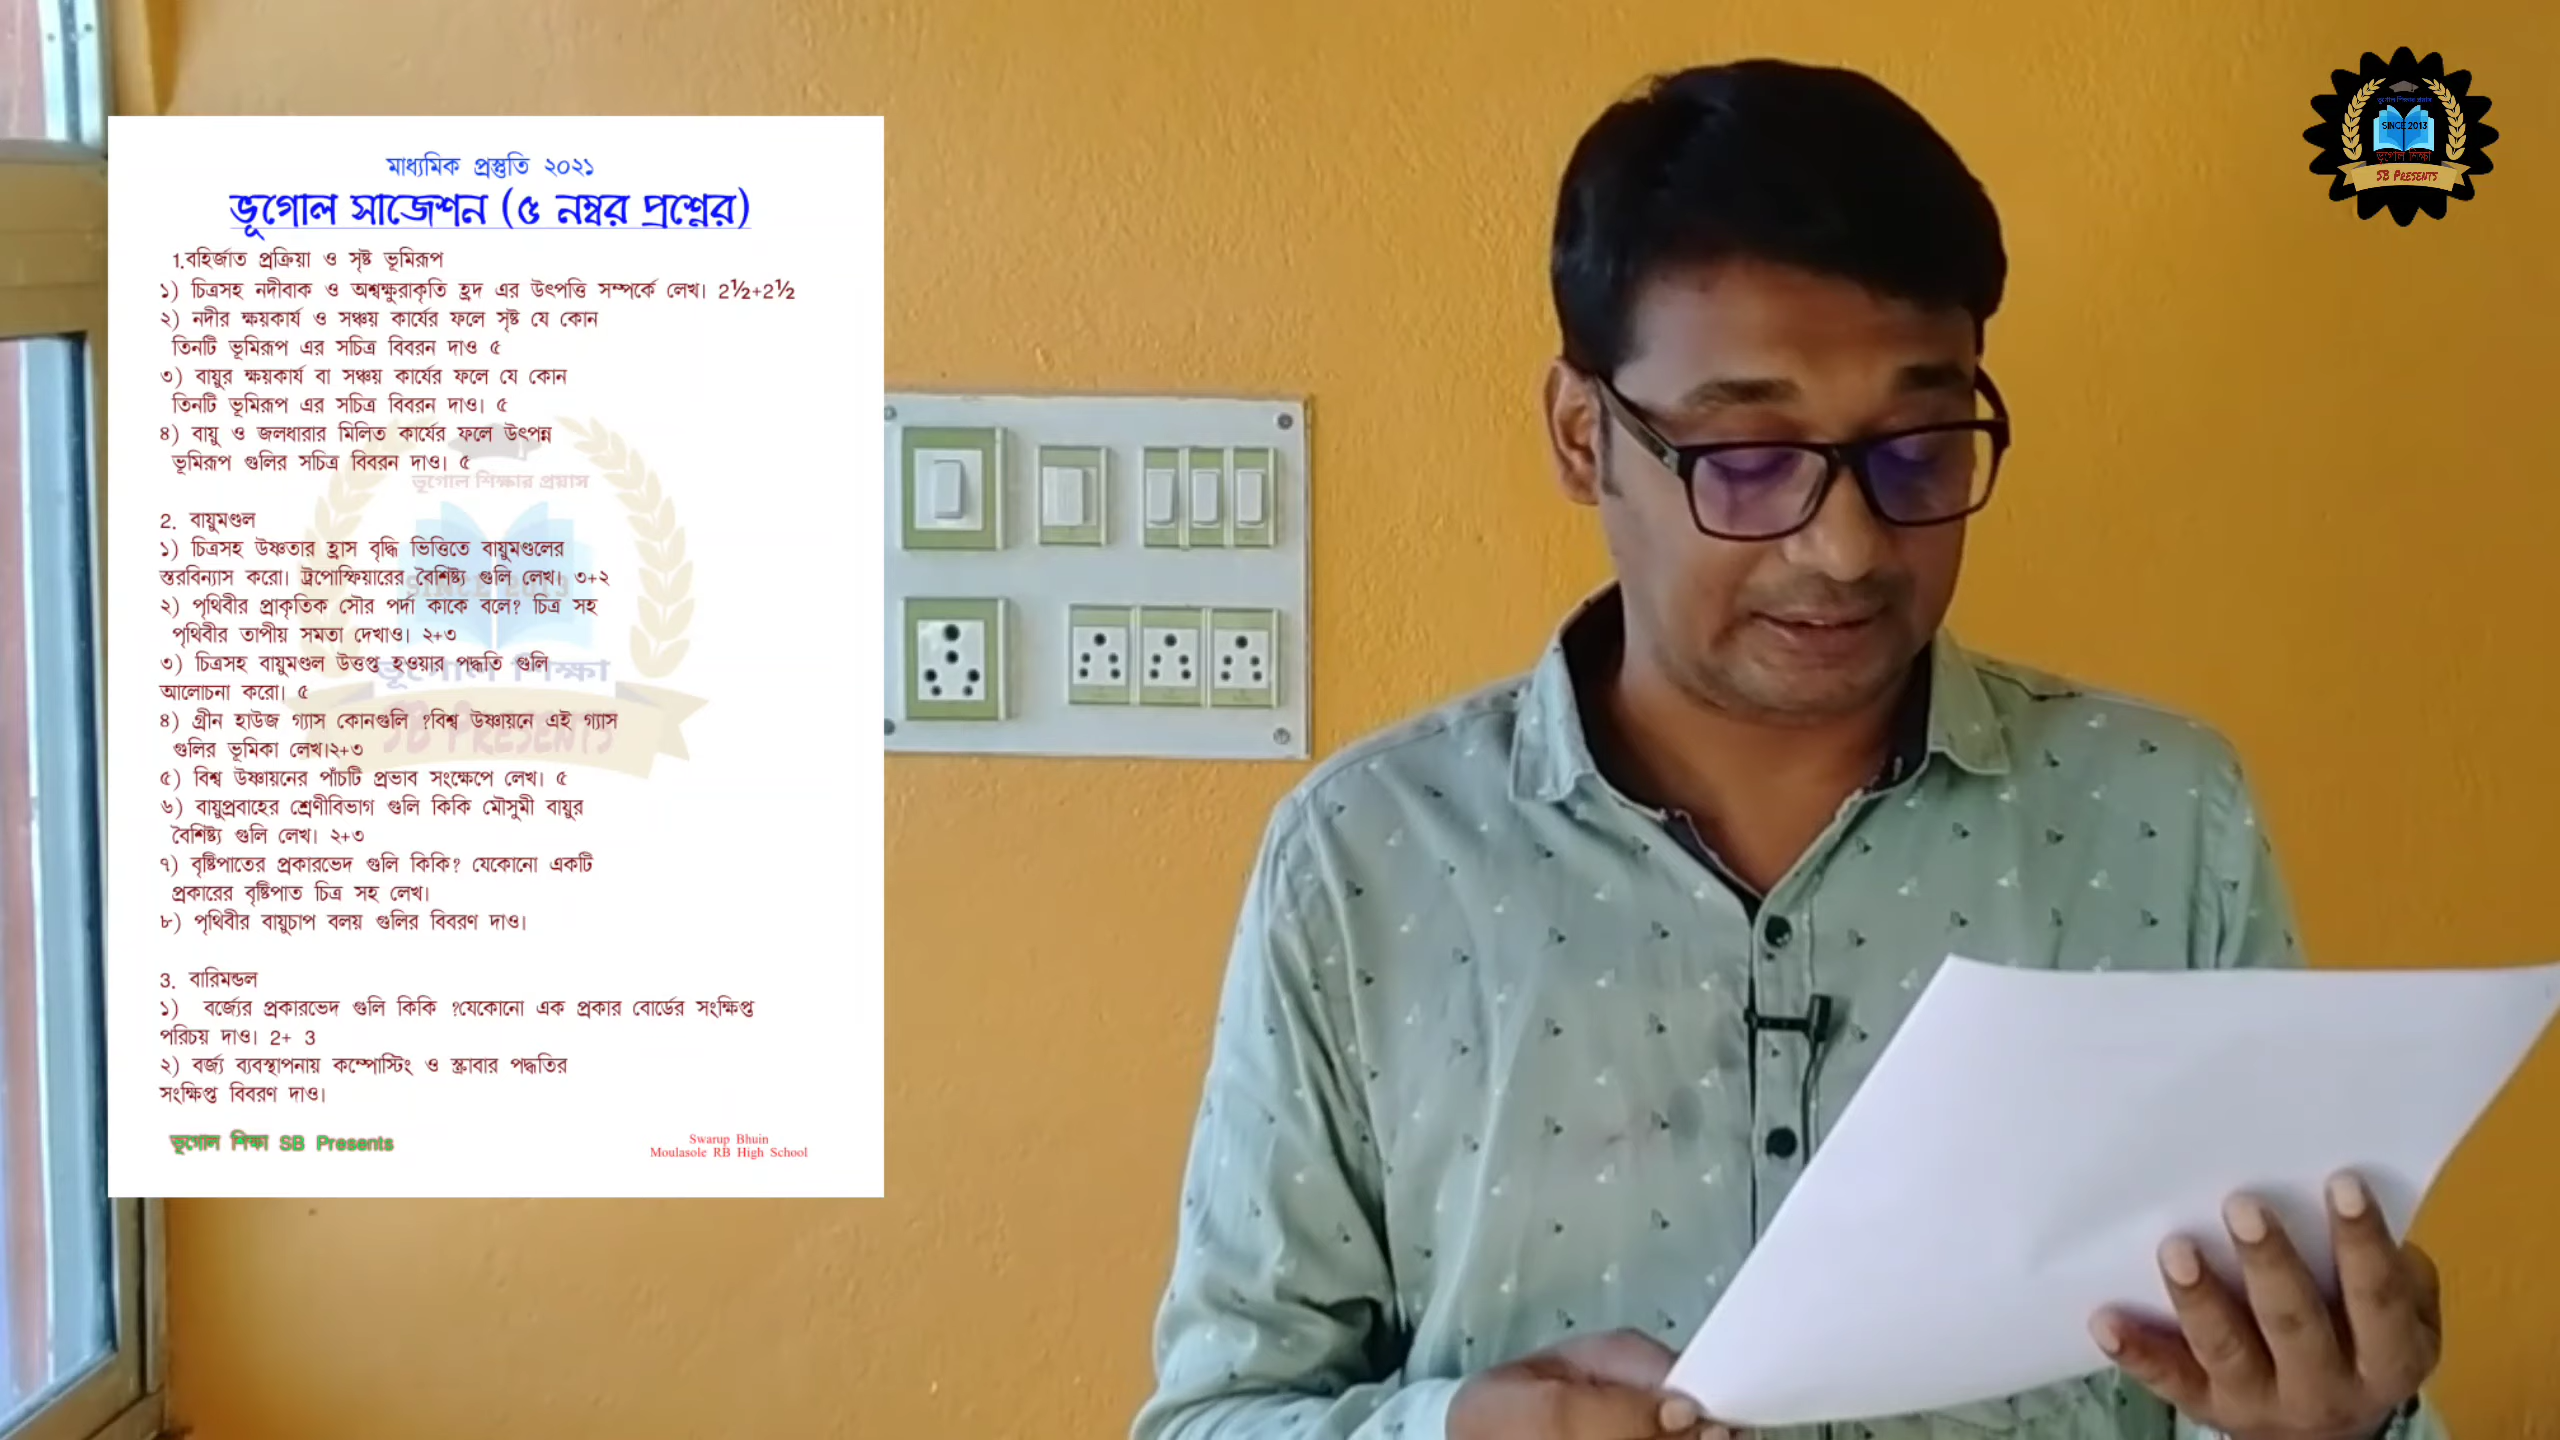 মাধ্যমিক প্রস্তুতি ২০২১
ভূগোল সাজেশন (৫ নম্বর প্রশ্নের)
1.বহির্জাত প্রক্রিয়া ও সৃষ্ট ভূমিরূপ
১) চিত্রসহ নদীবাক ও অশ্বক্ষুরাকৃতি হ্রদ এর উৎপত্তি সম্পর্কে লেখ। 2½+2½
২) নদীর ক্ষয়কার্য ও সঞ্চয় কার্যের ফলে সৃষ্ট যে কোন
তিনটি ভূমিরূপ এর সচিত্র বিবরন দাও ৫
৩) বায়ুর ক্ষয়কার্য বা সঞ্চয় কার্যের ফলে যে কোন
তিনটি ভূমিরূপ এর সচিত্র বিবরন দাও। ৫
৪) বায়ু ও জলধারার মিলিত কার্যের ফলে উৎপন্ন
ভূমিরূপ গুলির সচিত্র বিবরন দাও। ৫
ভূগোল শিক্ষার প্রয়াস
2. বায়ুমণ্ডল
১) চিত্রসহ উষ্ণতার হ্রাস বৃদ্ধি ভিত্তিতে বায়ুমণ্ডলের
স্তরবিন্যাস করো। ট্রপোস্ফিয়ারের বৈশিষ্ট্য গুলি লেখ। ৩+২
SINCE 2013
২) পৃথিবীর প্রাকৃতিক সৌর পর্দা কাকে বলে? চিত্র সহ
পৃথিবীর তাপীয় সমতা দেখাও। ২+৩
৩) চিত্রসহ বায়ুমণ্ডল উত্তপ্ত হওয়ার পদ্ধতি গুলি
ভূগোল শিক্ষা
আলোচনা করো। ৫
৪) গ্রীন হাউজ গ্যাস কোনগুলি ?বিশ্ব উষ্ণায়নে এই গ্যাস
SB PRESENTS
গুলির ভূমিকা লেখ।২+৩
৫) বিশ্ব উষ্ণায়নের পাঁচটি প্রভাব সংক্ষেপে লেখ। ৫
৬) বায়ুপ্রবাহের শ্রেণীবিভাগ গুলি কিকি মৌসুমী বায়ুর
বৈশিষ্ট্য গুলি লেখ। ২+৩
৭) বৃষ্টিপাতের প্রকারভেদ গুলি কিকি? যেকোনো একটি
প্রকারের বৃষ্টিপাত চিত্র সহ লেখ।
৮) পৃথিবীর বায়ুচাপ বলয় গুলির বিবরণ দাও।
3. বারিমন্ডল
১) বর্জ্যের প্রকারভেদ গুলি কিকি ?যেকোনো এক প্রকার বোর্ডের সংক্ষিপ্ত
পরিচয় দাও। 2+ 3
২) বর্জ্য ব্যবস্থাপনায় কম্পোস্টিং ও স্ক্রাবার পদ্ধতির
সংক্ষিপ্ত বিবরণ দাও।
ভূগোল শিক্ষা SB Presents
Swarup Bhuin
Moulasole RB High School
ভূগোল শিক্ষার প্রয়াস
SINCE 2013
ভূগোল শিক্ষা
SB PRESENTS